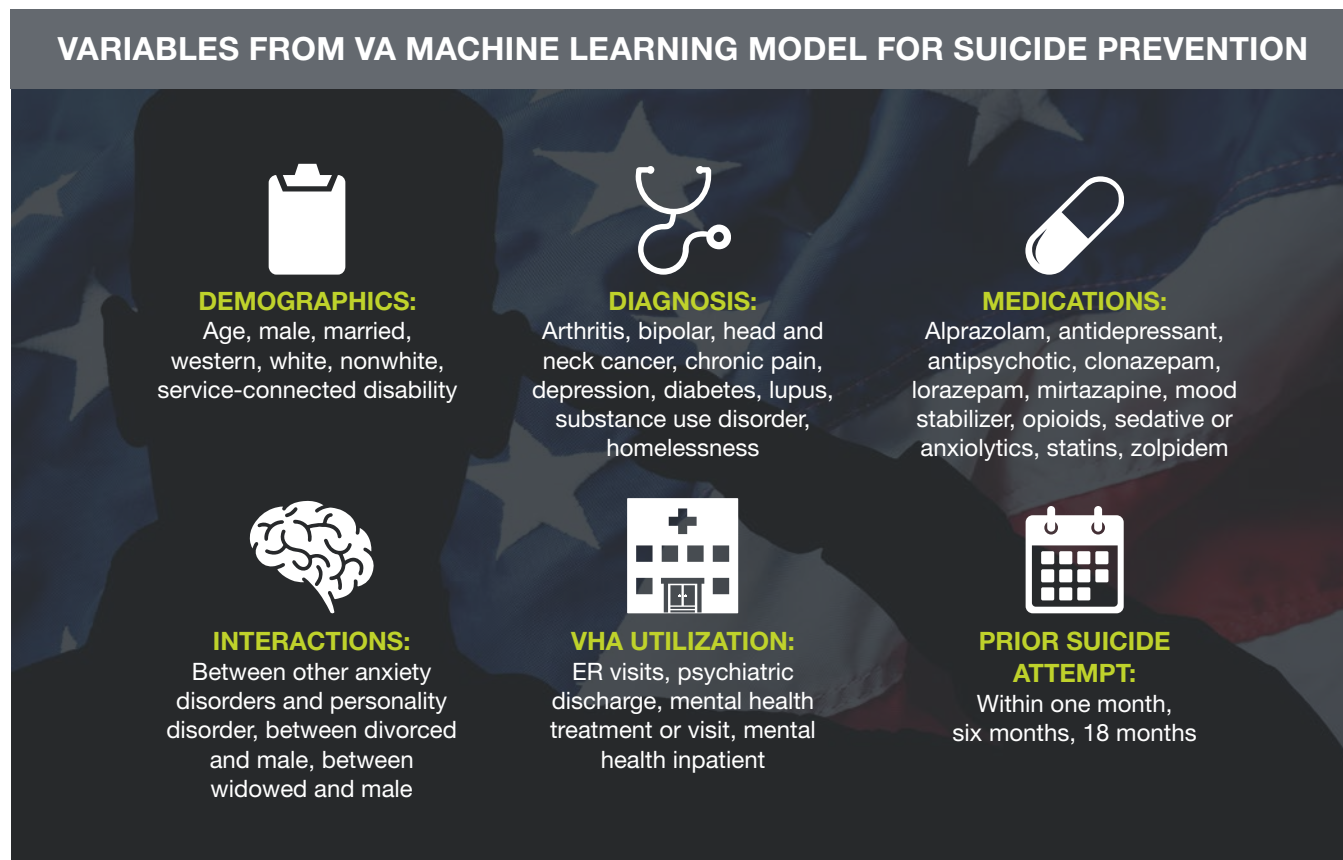 VARIABLES FROM VA MACHINE LEARNING MODEL FOR SUICIDE PREVENTION
DEMOGRAPHICS:
Age, male, married,
western, white, nonwhite,
service-connected disability
DIAGNOSIS:
Arthritis, bipolar, head and
neck cancer, chronic pain,
depression, diabetes, lupus,
substance use disorder,
homelessness
MEDICATIONS:
Alprazolam, antidepressant,
antipsychotic, clonazepam,
lorazepam, mirtazapine, mood
stabilizer, opioids, sedative or
anxiolytics, statins, zolpidem
INTERACTIONS:
Between other anxiety
disorders and personality
disorder, between divorced
and male, between
widowed and male
VHA UTILIZATION:
ER visits, psychiatric
discharge, mental health
treatment or visit, mental
health inpatient
PRIOR SUICIDE
ATTEMPT:
Within one month,
six months, 18 months